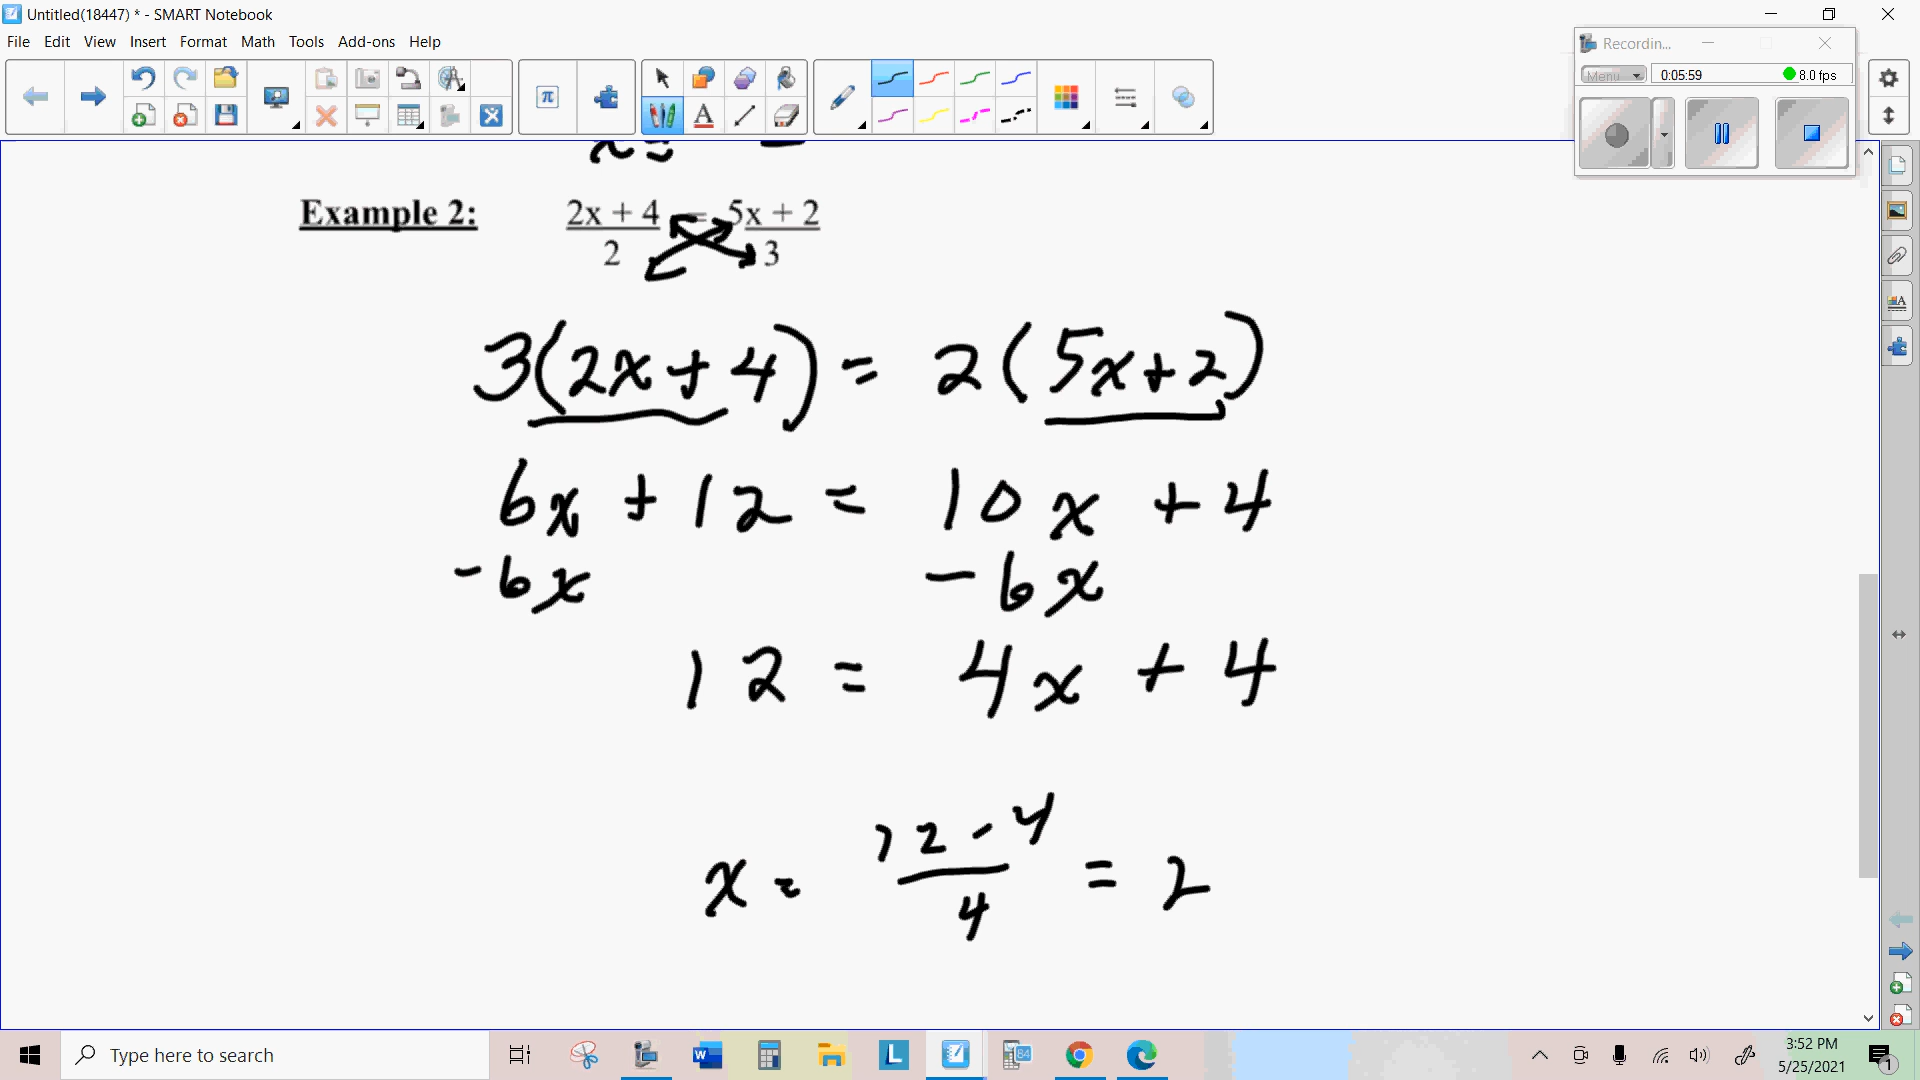 Untitled(18447) * - SMART Notebook
File Edit View Insert Format Math Tools Add-ons Help
Recordin...
Menu 0:05:59 8.0 fps
Example 2: 2x + 4 = 5x + 2
2 3
3(2x+4) = 2(5x+2)
6x + 12 = 10x + 4
-6x -6x
12 = 4x + 4
x = 12-4 = 2
4
Type here to search
3:52 PM
5/25/2021
1